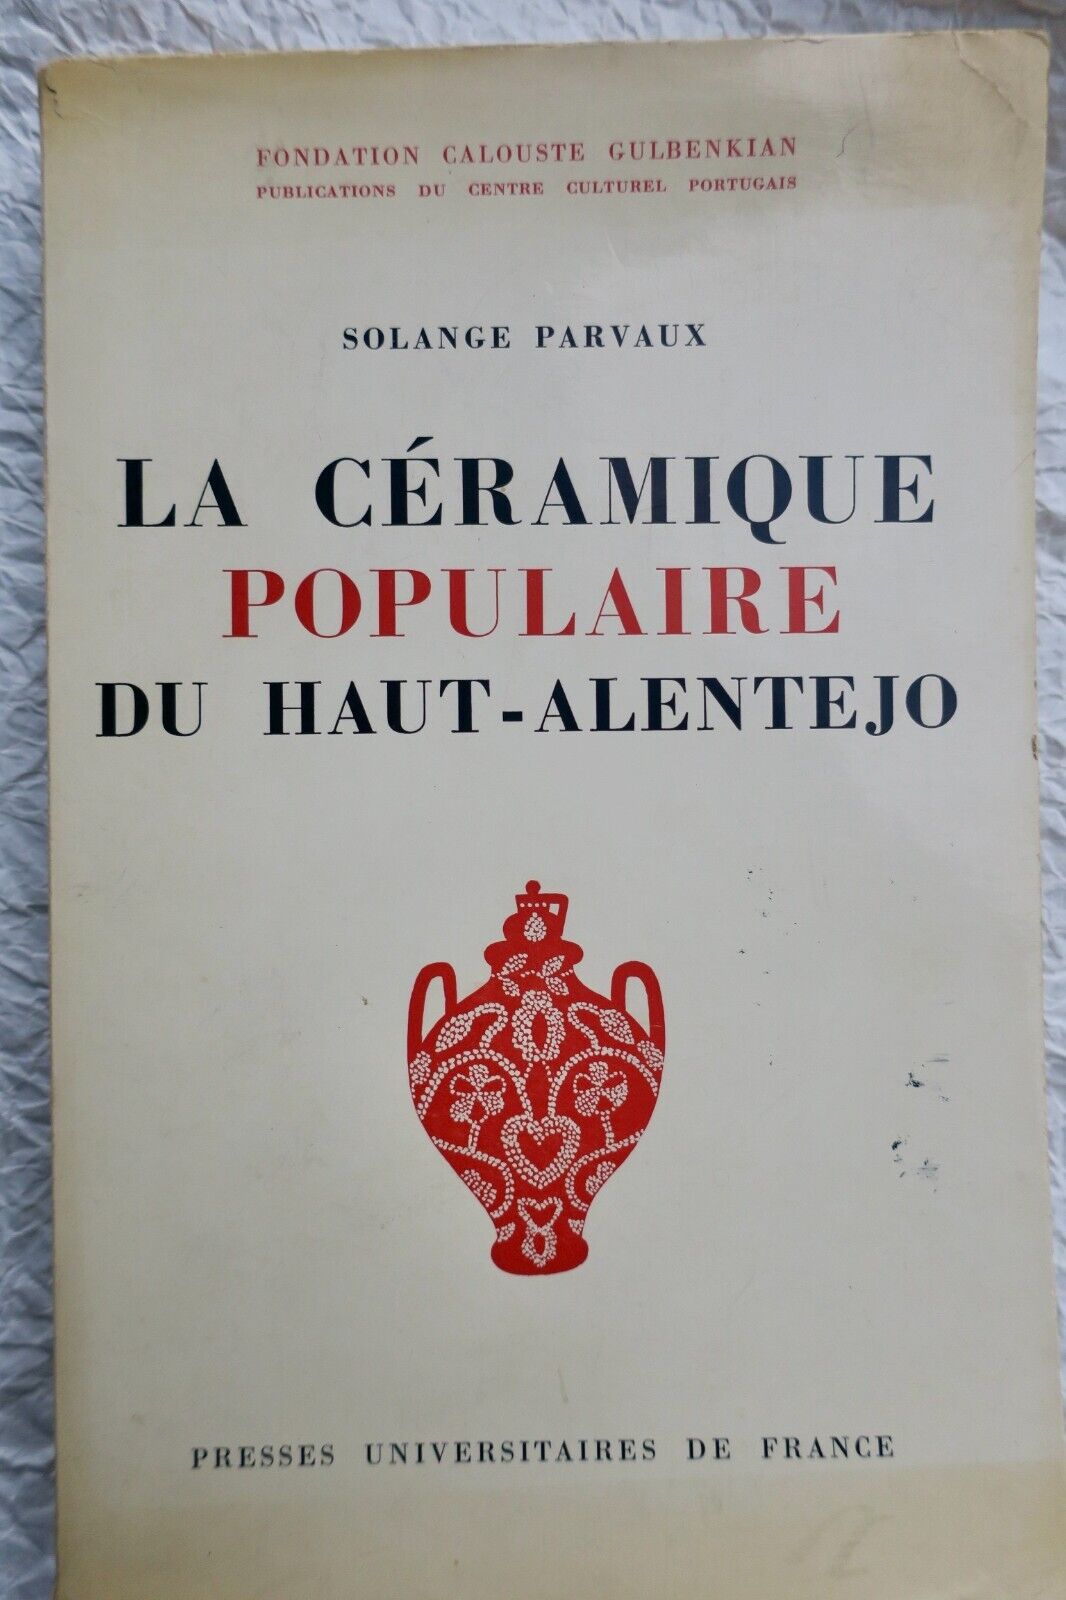 FONDATION CALOUSTE GULBENKIAN
PUBLICATIONS DU CENTRE CULTUREL PORTUGAIS
SOLANGE PARVAUX
LA CÉRAMIQUE
POPULAIRE
DU HAUT-ALENTEJO
PRESSES UNIVERSITAIRES DE FRANCE